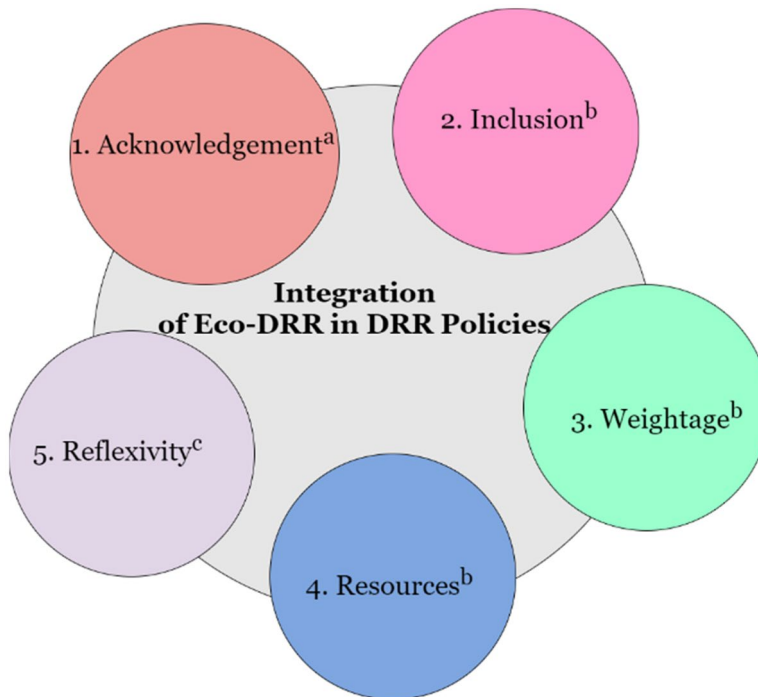 1. Acknowledgementᵃ
2. Inclusionᵇ
Integration
of Eco-DRR in DRR Policies
3. Weightageᵇ
5. Reflexivityᶜ
4. Resourcesᵇ